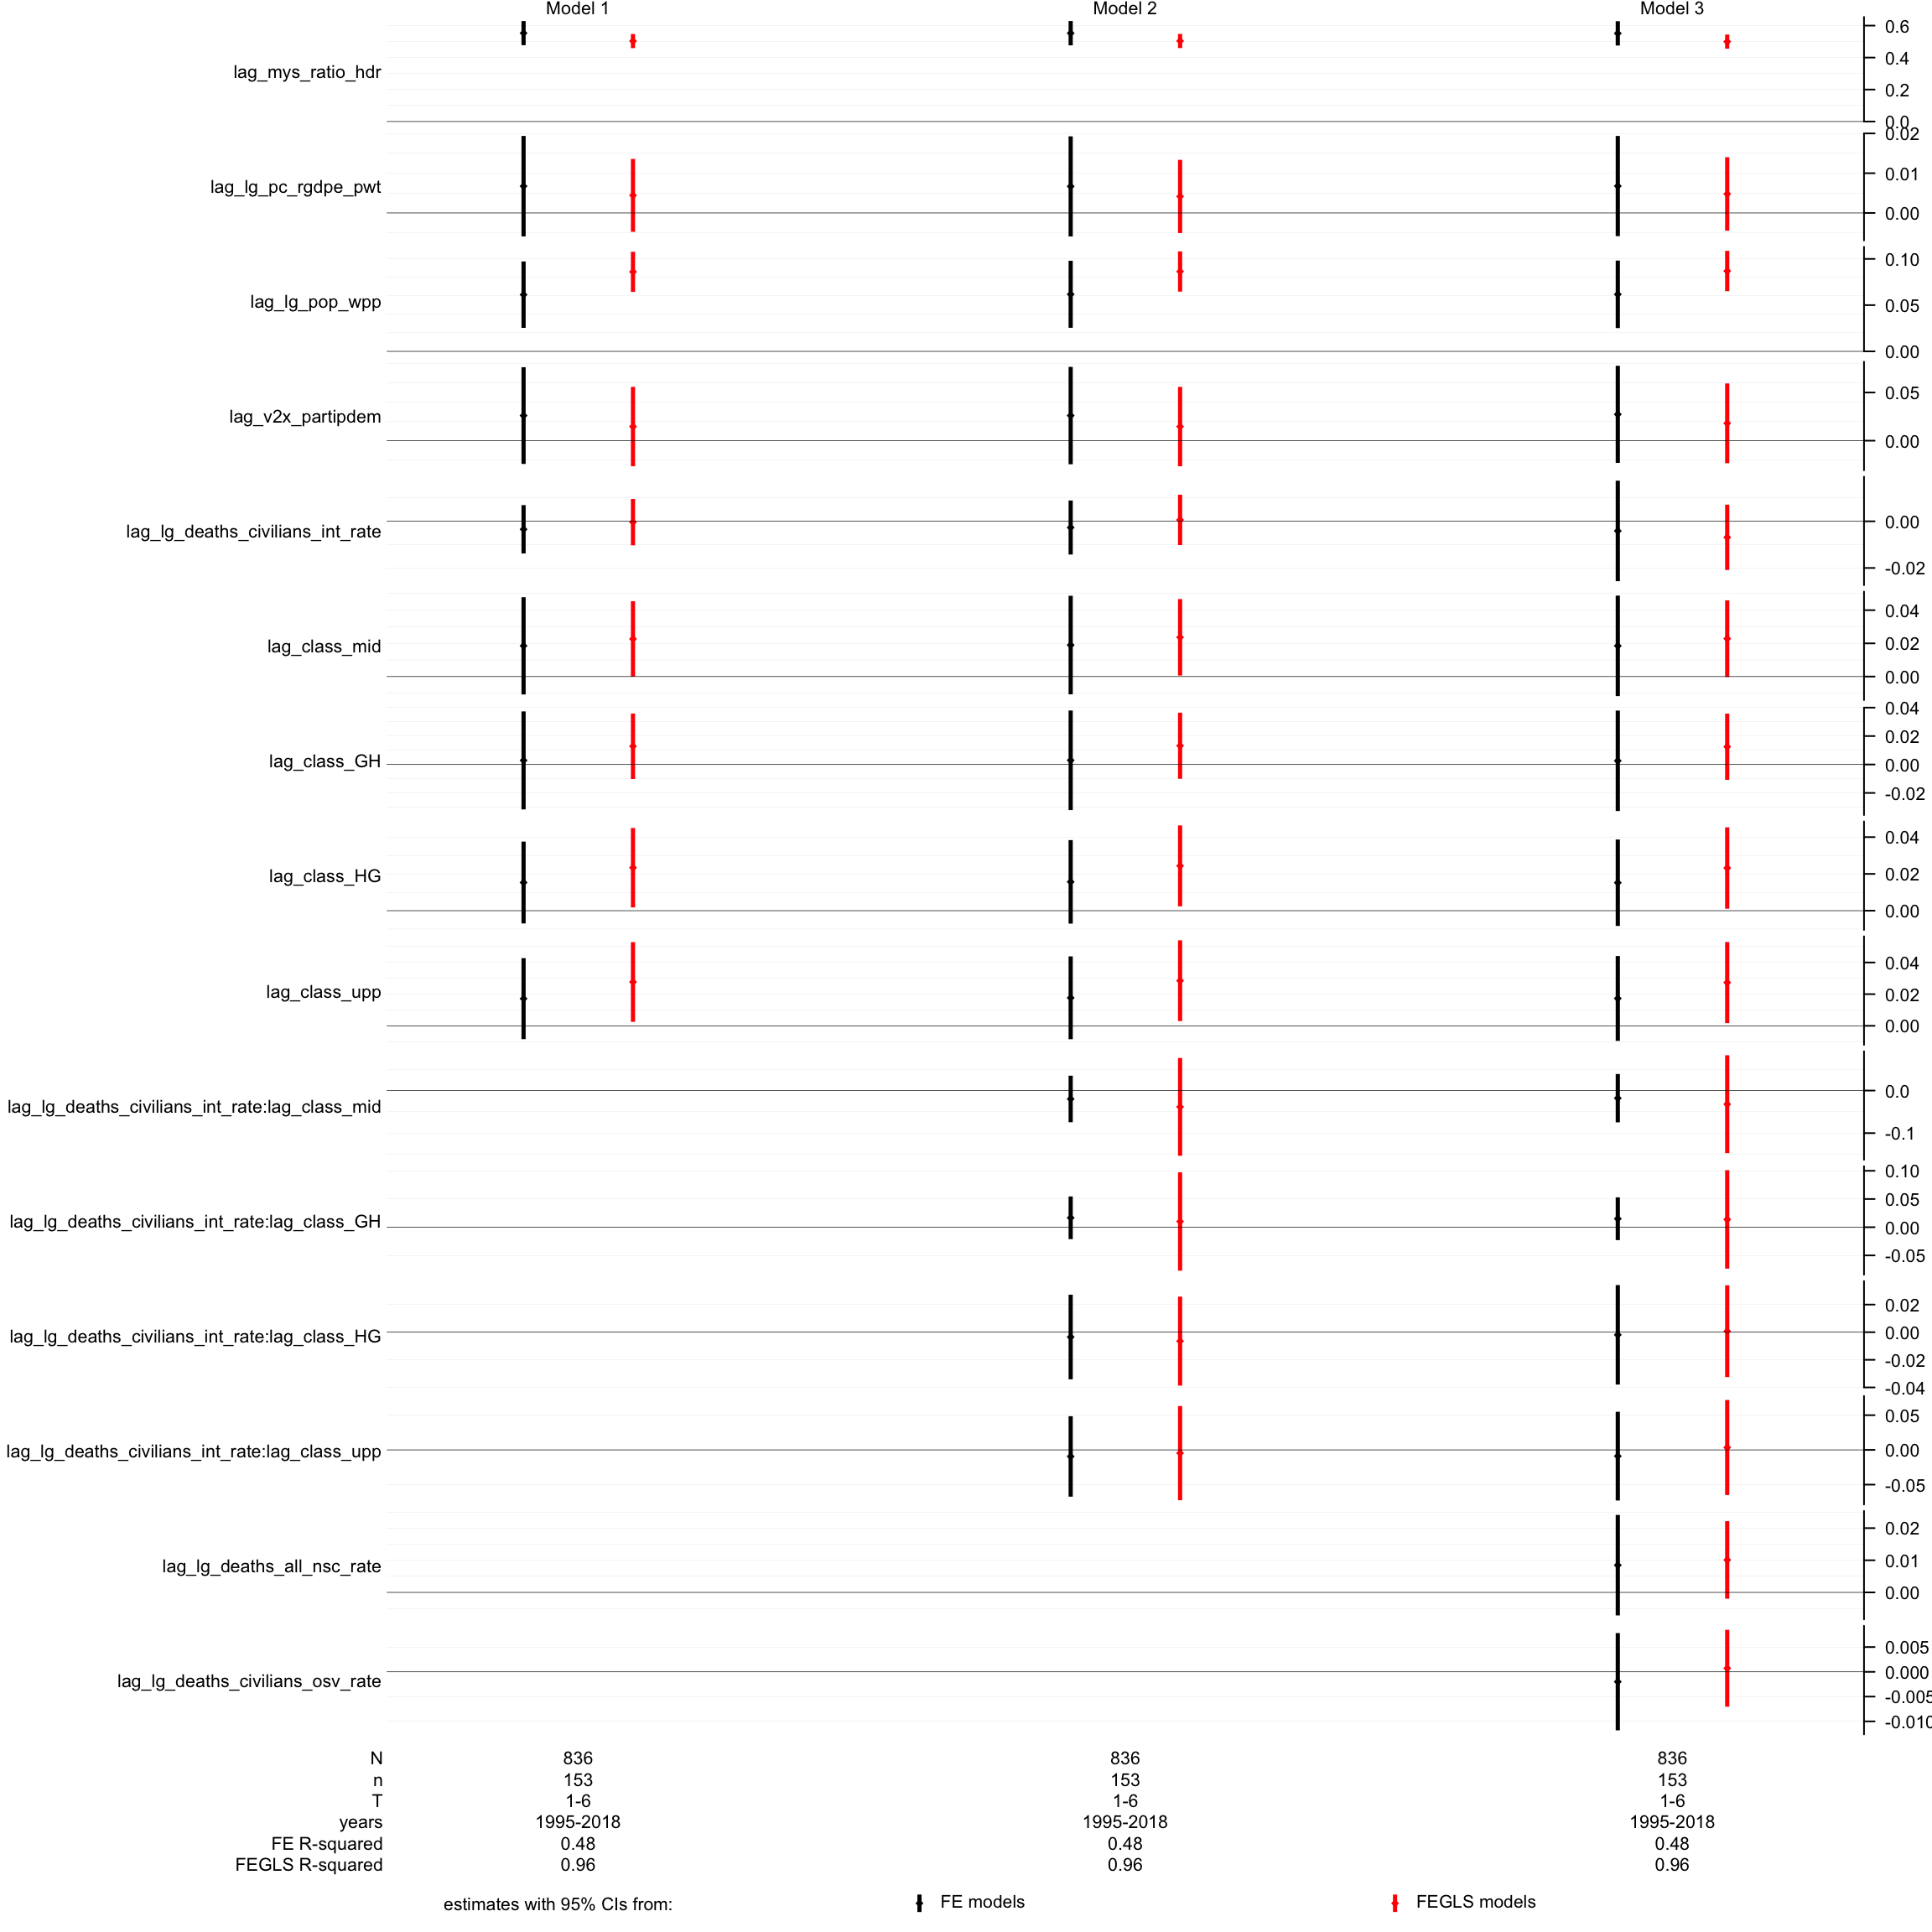 Model 1 Model 2 Model 3
lag_mys_ratio_hdr
0.6
0.4
0.2
0.0
lag_lg_pc_rgdpe_pwt
0.02
0.01
0.00
lag_lg_pop_wpp
0.10
0.05
0.00
lag_v2x_partipdem
0.05
0.00
lag_lg_deaths_civilians_int_rate
0.00
-0.02
lag_class_mid
0.04
0.02
0.00
lag_class_GH
0.04
0.02
0.00
-0.02
lag_class_HG
0.04
0.02
0.00
lag_class_upp
0.04
0.02
0.00
lag_lg_deaths_civilians_int_rate:lag_class_mid
0.0
-0.1
lag_lg_deaths_civilians_int_rate:lag_class_GH
0.10
0.05
0.00
-0.05
lag_lg_deaths_civilians_int_rate:lag_class_HG
0.02
0.00
-0.02
-0.04
lag_lg_deaths_civilians_int_rate:lag_class_upp
0.05
0.00
-0.05
lag_lg_deaths_all_nsc_rate
0.02
0.01
0.00
lag_lg_deaths_civilians_osv_rate
0.005
0.000
-0.005
-0.010
N 836 836 836
n 153 153 153
T 1-6 1-6 1-6
years 1995-2018 1995-2018 1995-2018
FE R-squared 0.48 0.48 0.48
FEGLS R-squared 0.96 0.96 0.96
estimates with 95% CIs from: FE models FEGLS models